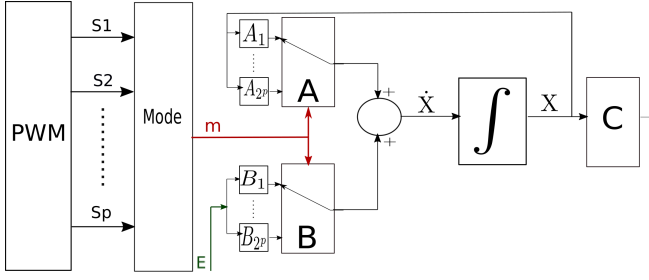 PWM
S1
S2
Sp
Mode
m
A₁
A₂ᵖ
A
B₁
B₂ᵖ
B
E
+
+
Ẋ
∫
X
C